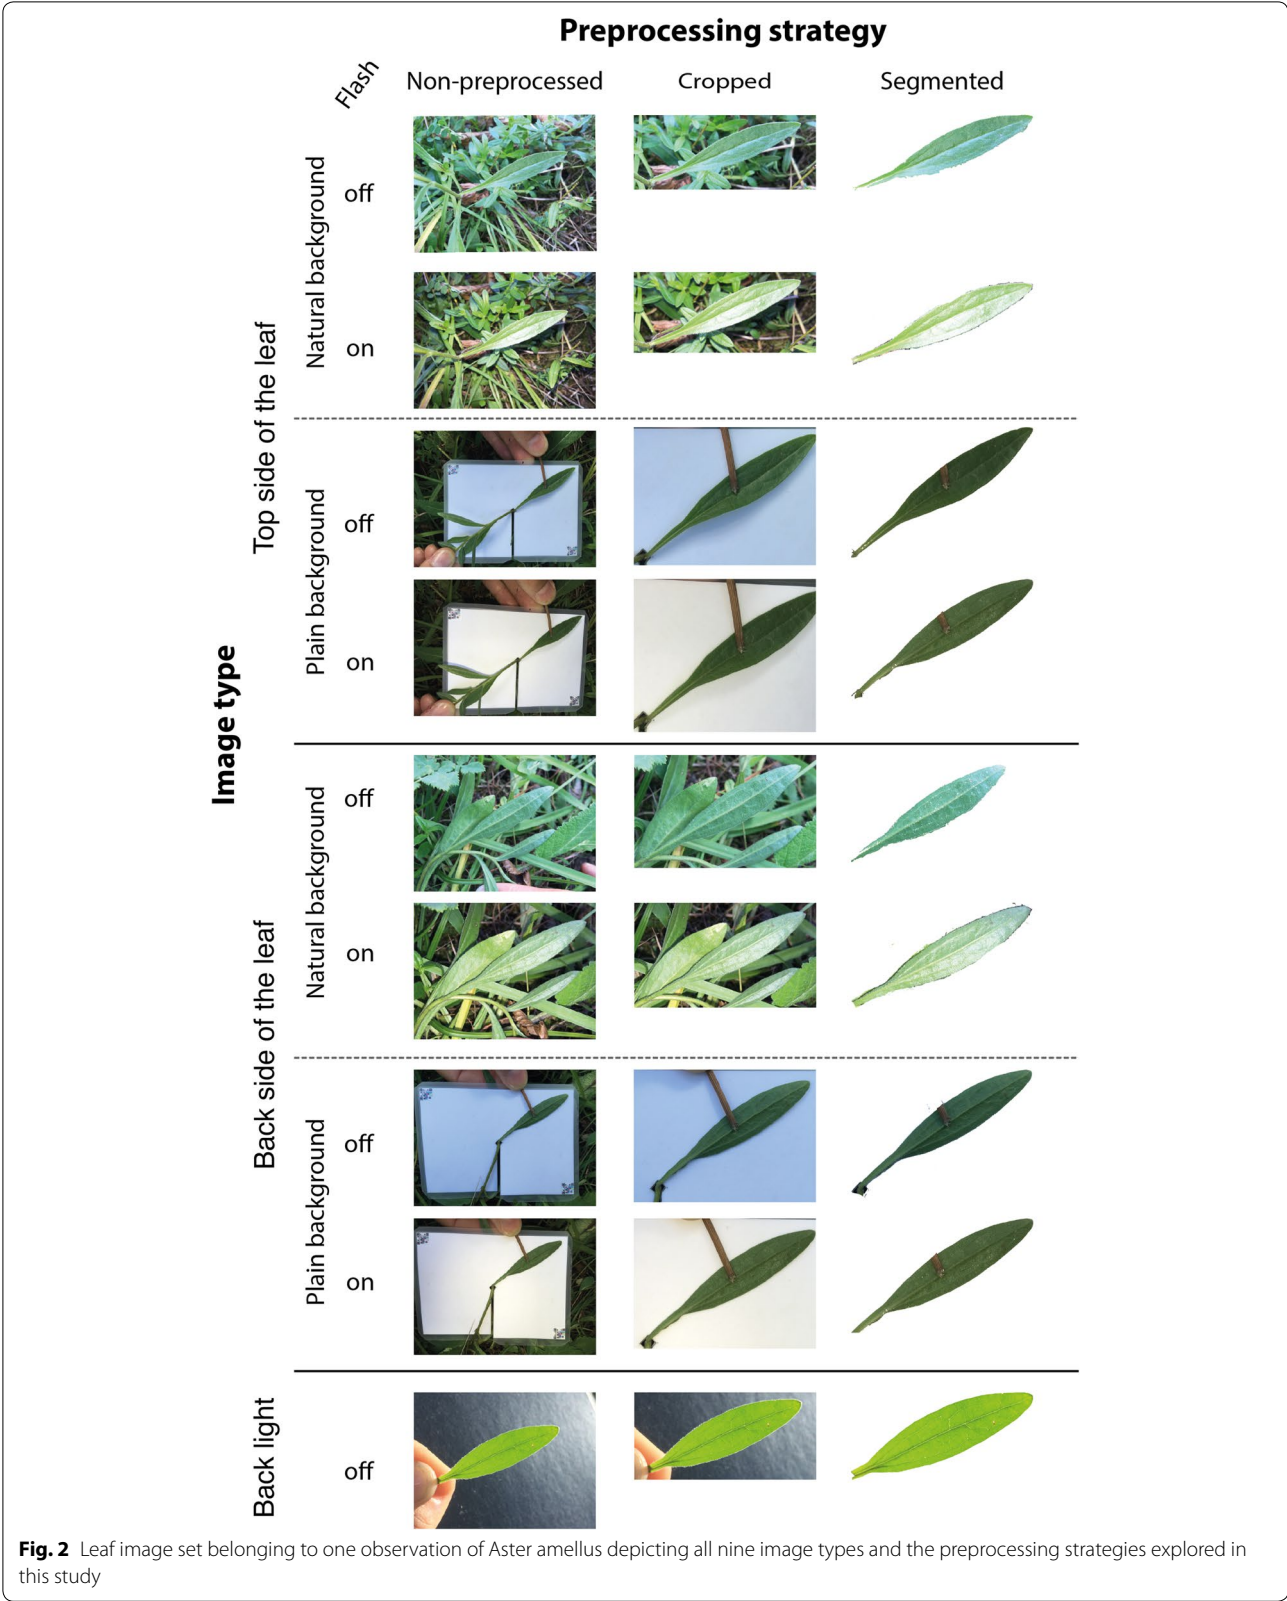 Preprocessing strategy
Flash
Non-preprocessed
Cropped
Segmented
Image type
Top side of the leaf
Natural background
off
on
Plain background
off
on
Back side of the leaf
Natural background
off
on
Plain background
off
on
Back light
off
Fig. 2 Leaf image set belonging to one observation of Aster amellus depicting all nine image types and the preprocessing strategies explored in
this study